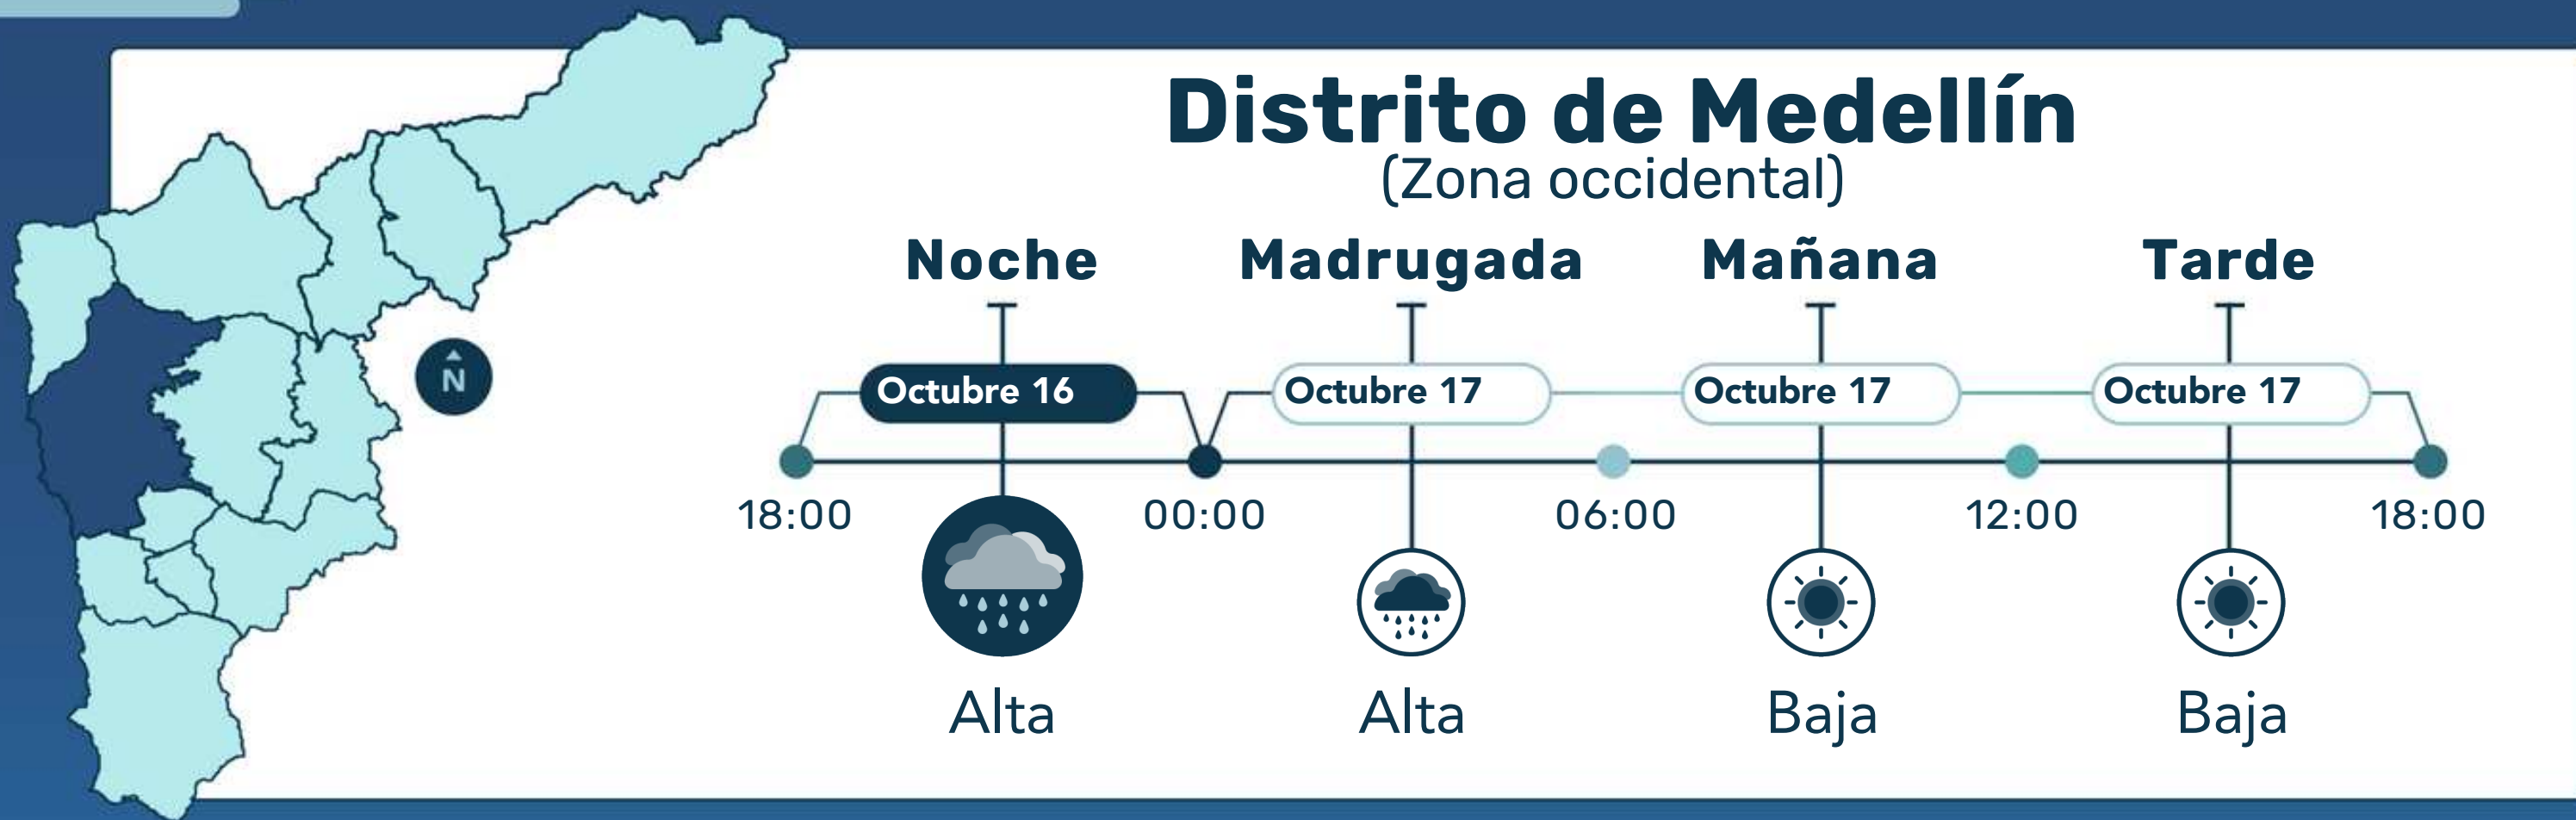 Distrito de Medellín
(Zona occidental)
Noche Madrugada Mañana Tarde
Octubre 16 Octubre 17 Octubre 17 Octubre 17
N
18:00 00:00 06:00 12:00 18:00
Alta Alta Baja Baja